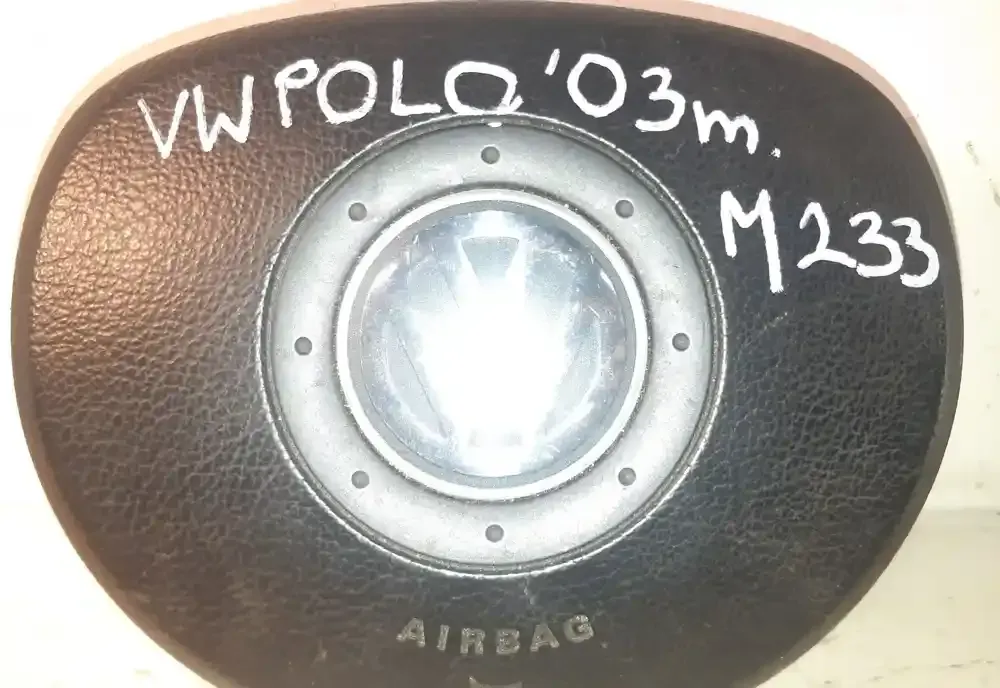 VW POLO '03m.
M233
AIRBAG